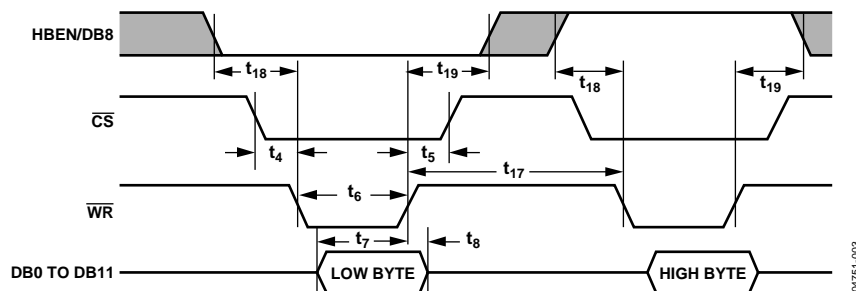 HBEN/DB8
t18
t19
t18
t19
CS
t4
t5
t17
WR
t6
t7
t8
DB0 TO DB11
LOW BYTE
HIGH BYTE
04751-003